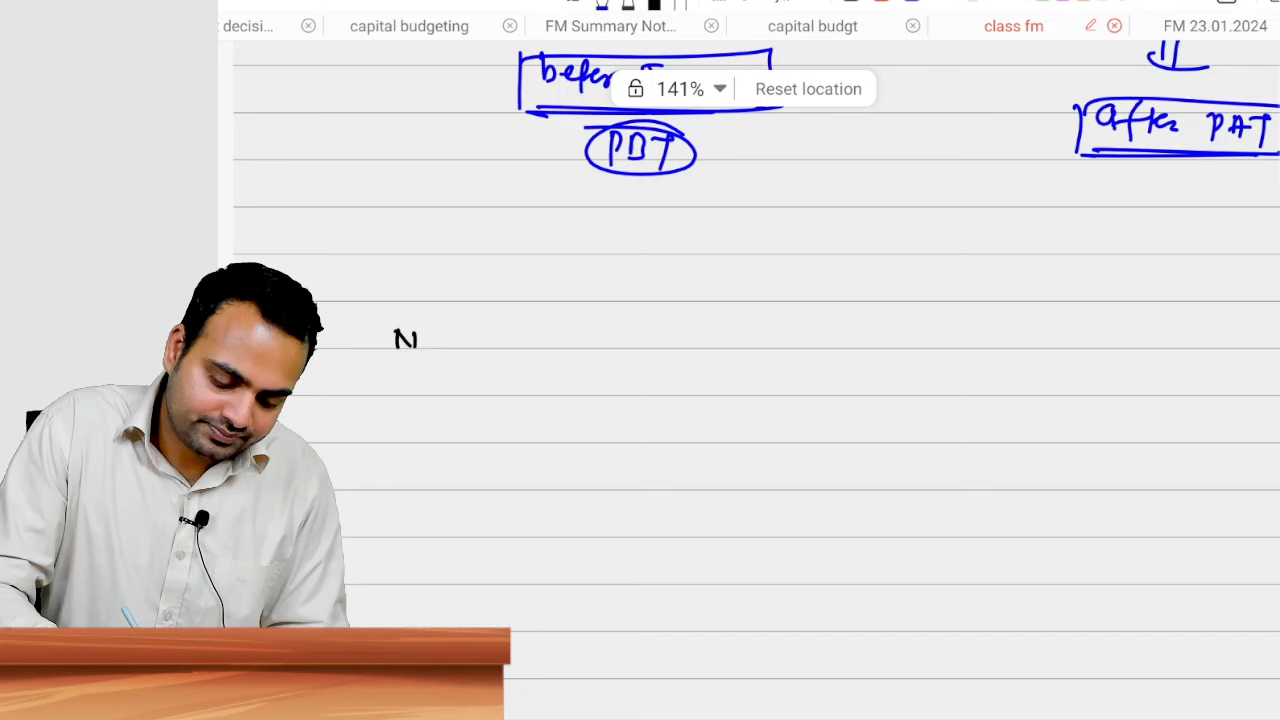 t decisi...
capital budgeting
FM Summary Not...
capital budgt
class fm
FM 23.01.2024
141%
Reset location
PBT
After PAT
N